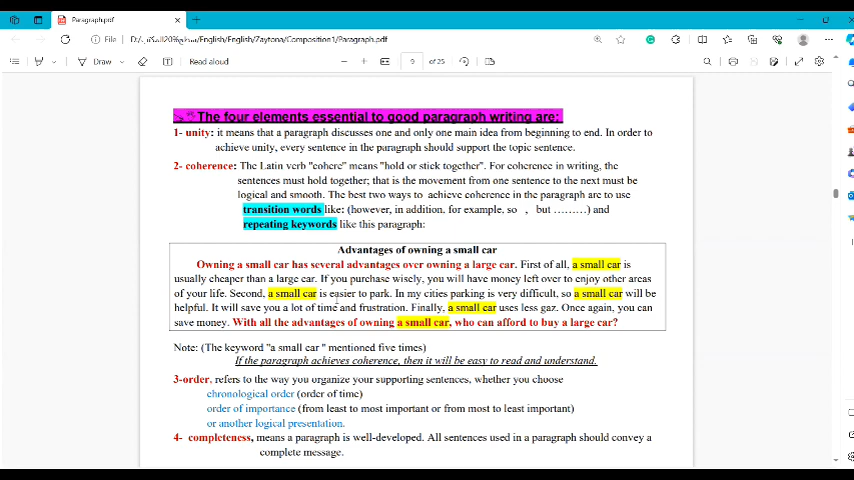 Paragraph.pdf
File D:/الملكة%20/English/English/Zaytona/Composition1/Paragraph.pdf
Draw Read aloud 9 of 25
The four elements essential to good paragraph writing are:
1- unity: it means that a paragraph discusses one and only one main idea from beginning to end. In order to
achieve unity, every sentence in the paragraph should support the topic sentence.
2- coherence: The Latin verb "cohere" means "hold or stick together". For coherence in writing, the
sentences must hold together; that is the movement from one sentence to the next must be
logical and smooth. The best two ways to achieve coherence in the paragraph are to use
transition words like: (however, in addition, for example, so , but .........) and
repeating keywords like this paragraph:
Advantages of owning a small car
Owning a small car has several advantages over owning a large car. First of all, a small car is
usually cheaper than a large car. If you purchase wisely, you will have money left over to enjoy other areas
of your life. Second, a small car is easier to park. In my cities parking is very difficult, so a small car will be
helpful. It will save you a lot of time and frustration. Finally, a small car uses less gaz. Once again, you can
save money. With all the advantages of owning a small car, who can afford to buy a large car?
Note: (The keyword "a small car " mentioned five times)
If the paragraph achieves coherence, then it will be easy to read and understand.
3-order, refers to the way you organize your supporting sentences, whether you choose
chronological order (order of time)
order of importance (from least to most important or from most to least important)
or another logical presentation.
4- completeness, means a paragraph is well-developed. All sentences used in a paragraph should convey a
complete message.